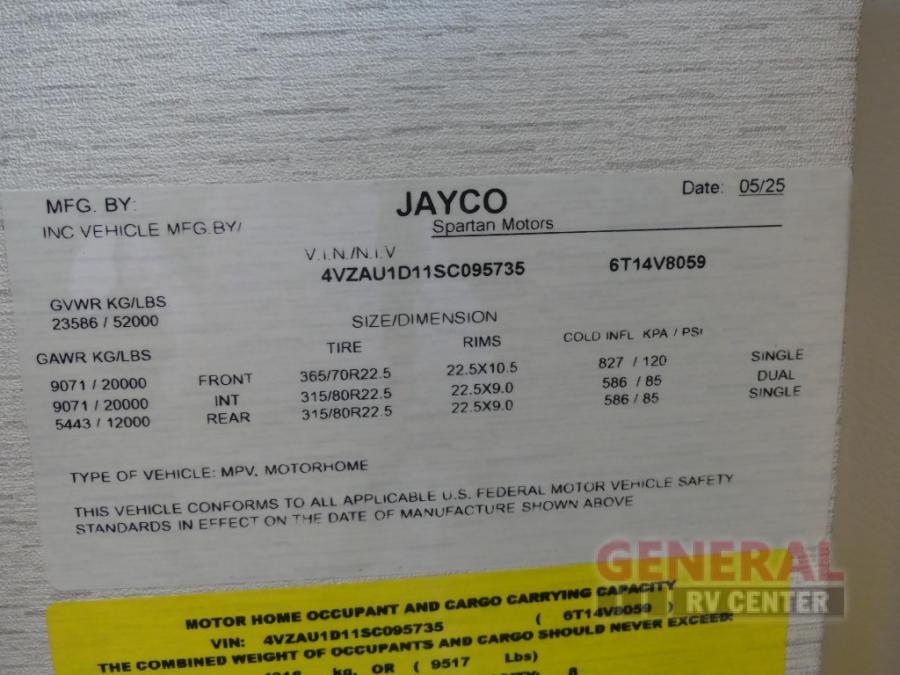 MFG. BY: JAYCO Date: 05/25
INC VEHICLE MFG.BY/ Spartan Motors
V.I.N./N.I.V
4VZAU1D11SC095735 6T14V8059
GVWR KG/LBS
23586 / 52000
SIZE/DIMENSION
GAWR KG/LBS TIRE RIMS COLD INFL KPA / PSI
9071 / 20000 FRONT 365/70R22.5 22.5X10.5 827 / 120 SINGLE
9071 / 20000 INT 315/80R22.5 22.5X9.0 586 / 85 DUAL
5443 / 12000 REAR 315/80R22.5 22.5X9.0 586 / 85 SINGLE
TYPE OF VEHICLE: MPV, MOTORHOME
THIS VEHICLE CONFORMS TO ALL APPLICABLE U.S. FEDERAL MOTOR VEHICLE SAFETY
STANDARDS IN EFFECT ON THE DATE OF MANUFACTURE SHOWN ABOVE
GENERAL
RV CENTER
MOTOR HOME OCCUPANT AND CARGO CARRYING CAPACITY
VIN: 4VZAU1D11SC095735 ( 6T14V8059 )
THE COMBINED WEIGHT OF OCCUPANTS AND CARGO SHOULD NEVER EXCEED:
kg. OR ( 9517 Lbs)